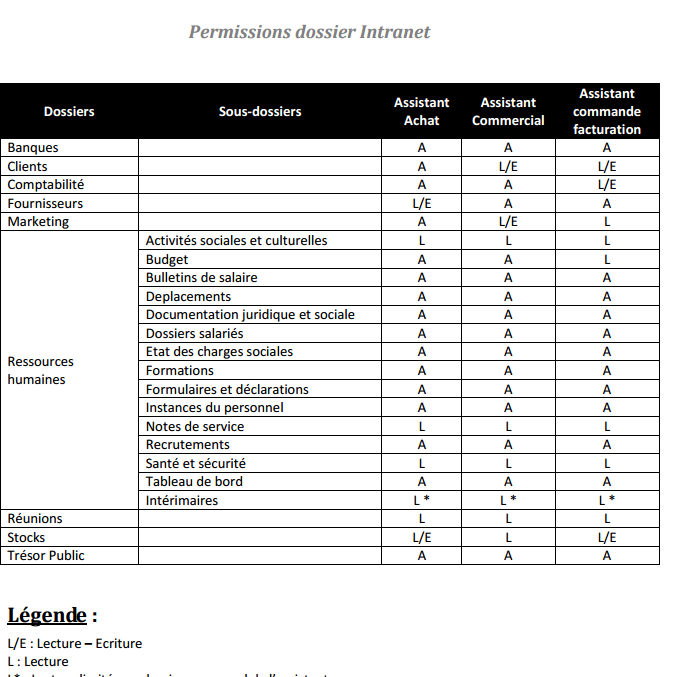 Permissions dossier Intranet
Dossiers Sous-dossiers Assistant Achat Assistant Commercial Assistant commande facturation
Banques A A A
Clients A L/E L/E
Comptabilité A A L/E
Fournisseurs L/E A A
Marketing A L/E L
Ressources humaines
Activités sociales et culturelles L L L
Budget A A L
Bulletins de salaire A A A
Deplacements A A A
Documentation juridique et sociale A A A
Dossiers salariés A A A
Etat des charges sociales A A A
Formations A A A
Formulaires et déclarations A A A
Instances du personnel A A A
Notes de service L L L
Recrutements A A A
Santé et sécurité L L L
Tableau de bord A A A
Intérimaires L * L * L *
Réunions L L L
Stocks L/E L L/E
Trésor Public A A A
Légende :
L/E : Lecture – Ecriture
L : Lecture